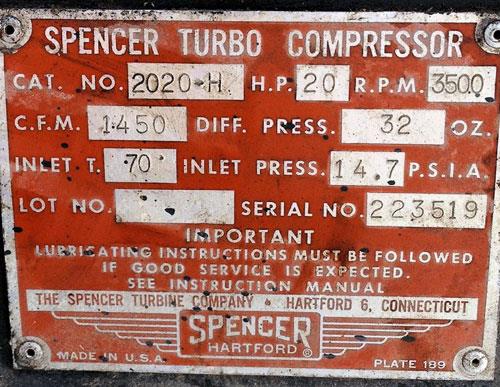 SPENCER TURBO COMPRESSOR
CAT. NO. 2020-H H.P. 20 R.P.M. 3500
C.F.M. 1450 DIFF. PRESS. 32 OZ.
INLET T. 70° INLET PRESS. 14.7 P.S.I.A.
LOT NO. SERIAL NO. 223519
IMPORTANT
LUBRICATING INSTRUCTIONS MUST BE FOLLOWED
IF GOOD SERVICE IS EXPECTED.
SEE INSTRUCTION MANUAL
THE SPENCER TURBINE COMPANY • HARTFORD 6, CONNECTICUT
SPENCER
HARTFORD ®
MADE IN U.S.A. PLATE 189